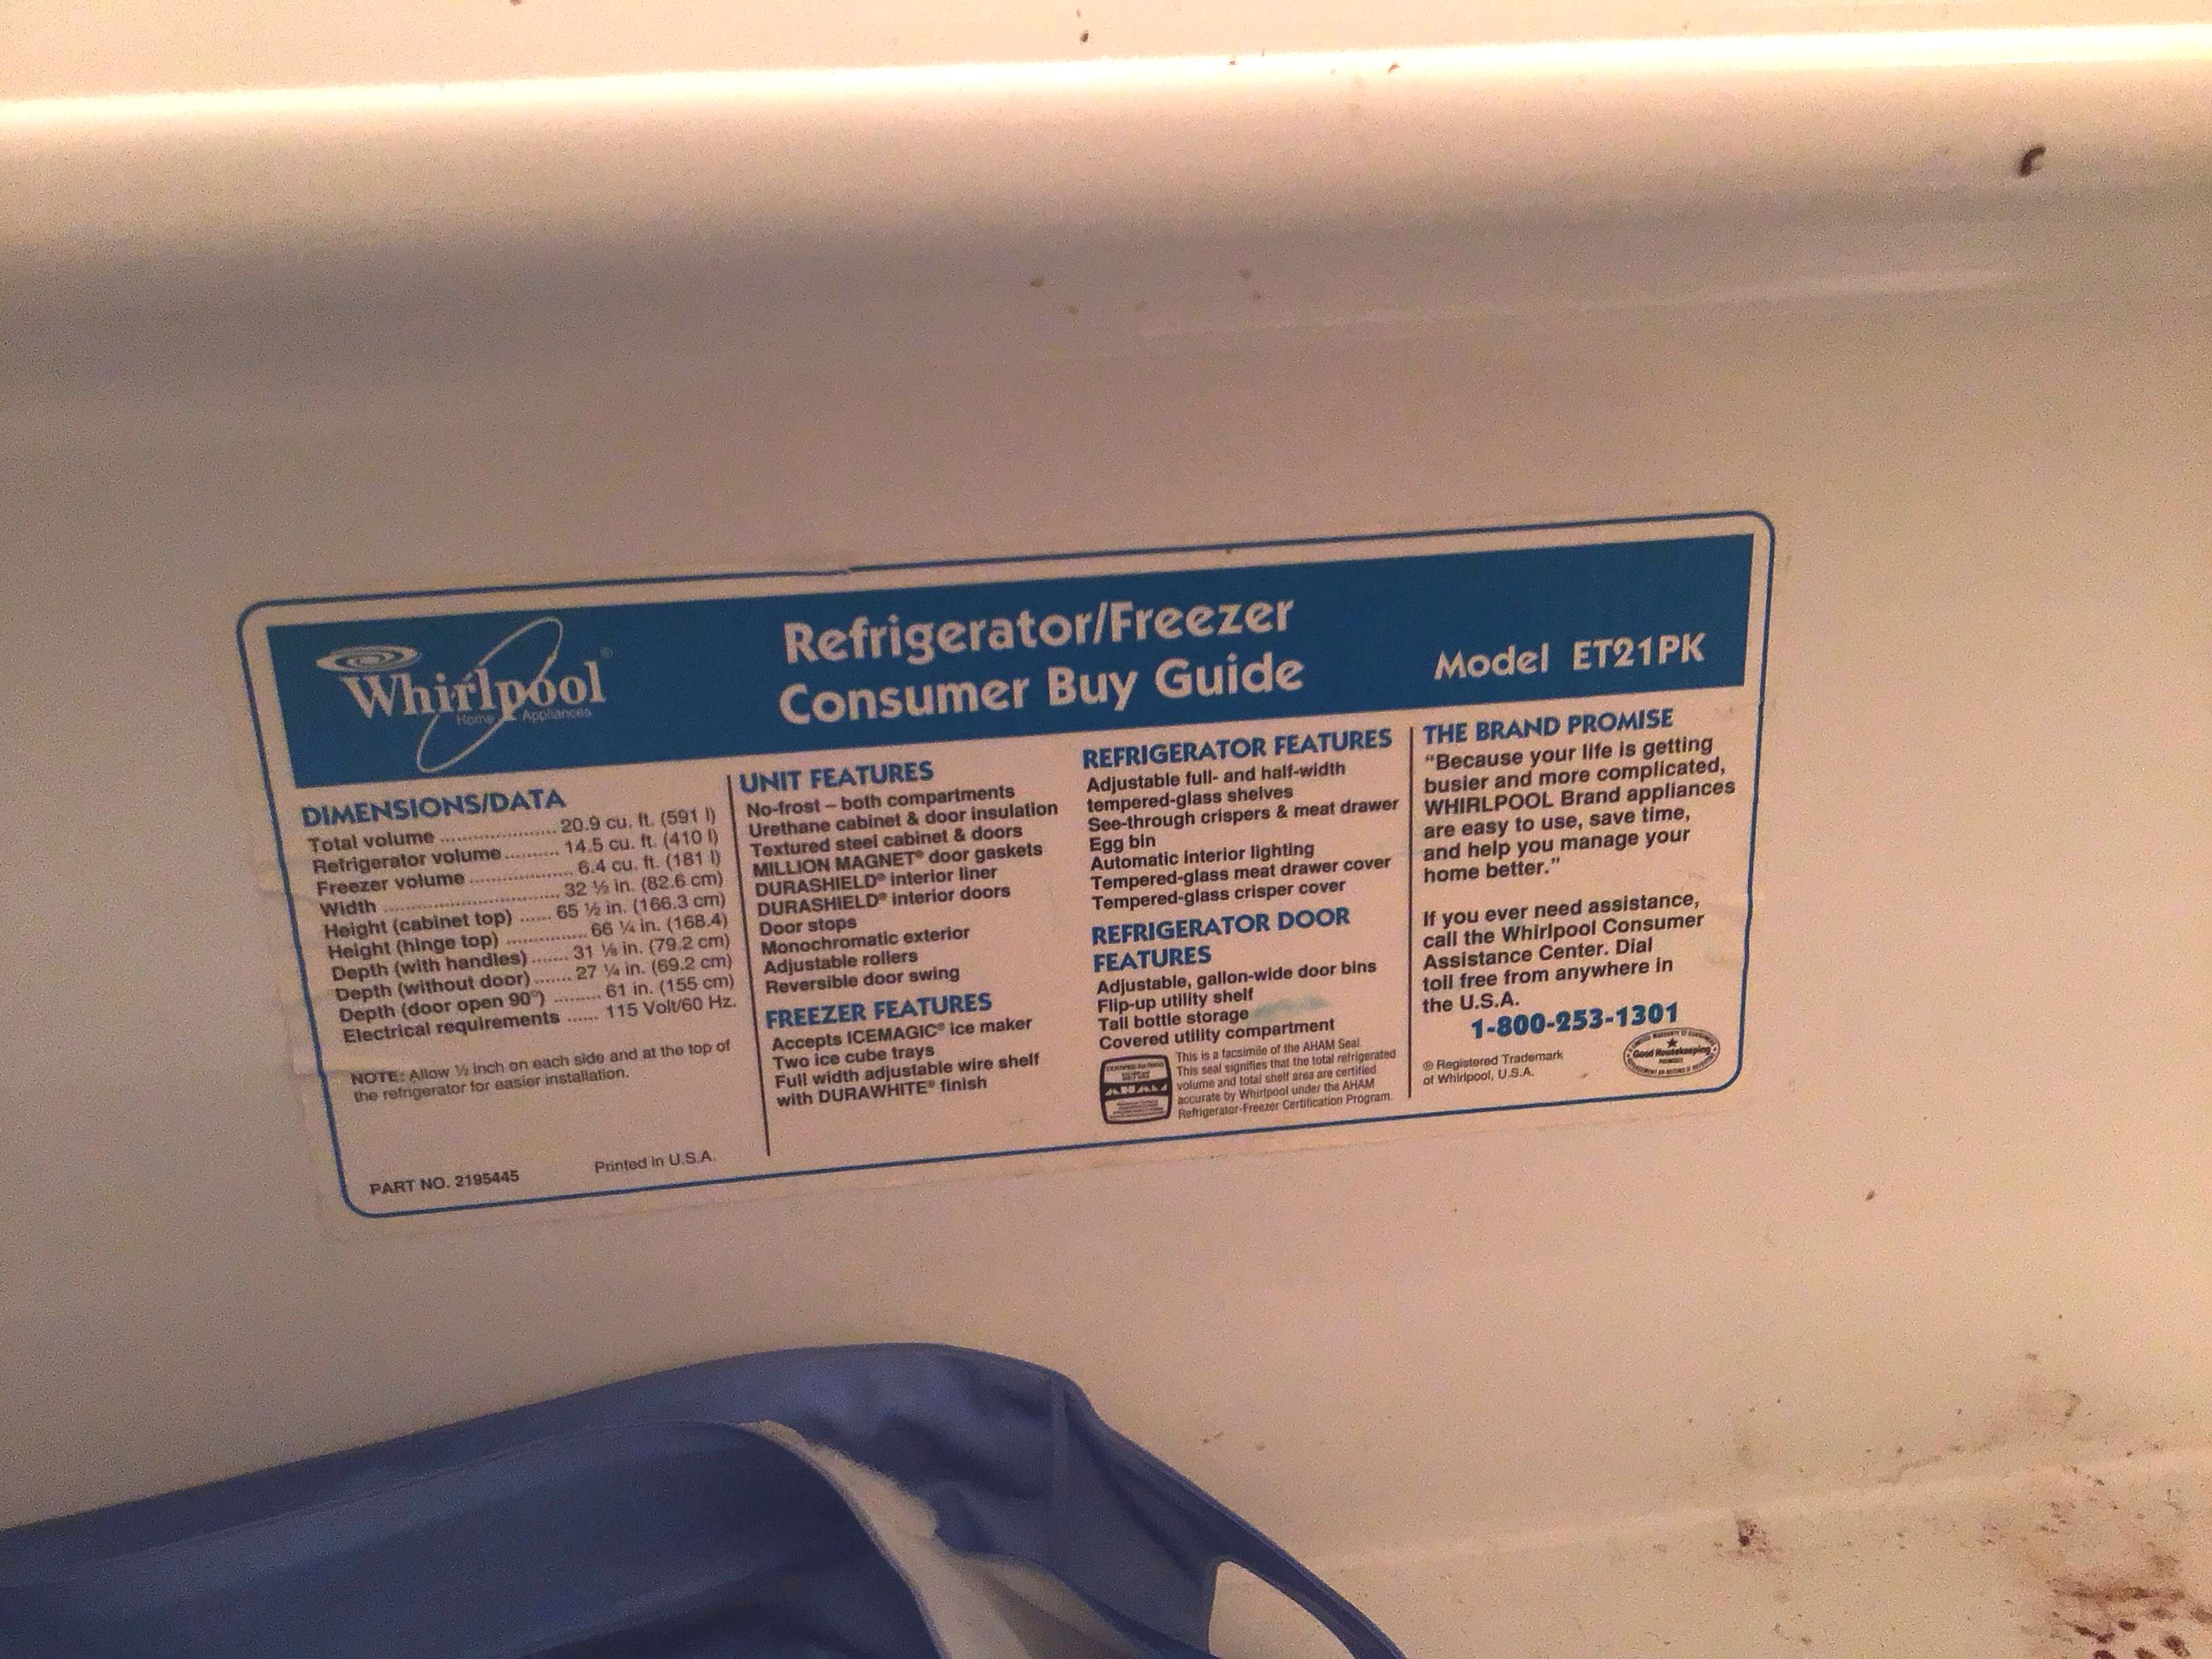 Whirlpool®
Home Appliances
Refrigerator/Freezer
Consumer Buy Guide
Model ET21PK
DIMENSIONS/DATA
Total volume .................... 20.9 cu. ft. (591 l)
Refrigerator volume .......... 14.5 cu. ft. (410 l)
Freezer volume ................... 6.4 cu. ft. (181 l)
Width ................................ 32 ½ in. (82.6 cm)
Height (cabinet top) ...... 65 ½ in. (166.3 cm)
Height (hinge top) ............... 66 ¼ in. (168.4)
Depth (with handles) ....... 31 ⅛ in. (79.2 cm)
Depth (without door) ....... 27 ¼ in. (69.2 cm)
Depth (door open 90°) ......... 61 in. (155 cm)
Electrical requirements ...... 115 Volt/60 Hz.
NOTE: Allow ½ inch on each side and at the top of
the refrigerator for easier installation.
PART NO. 2195445
Printed in U.S.A.
UNIT FEATURES
No-frost – both compartments
Urethane cabinet & door insulation
Textured steel cabinet & doors
MILLION MAGNET® door gaskets
DURASHIELD® interior liner
DURASHIELD® interior doors
Door stops
Monochromatic exterior
Adjustable rollers
Reversible door swing
FREEZER FEATURES
Accepts ICEMAGIC® ice maker
Two ice cube trays
Full width adjustable wire shelf
with DURAWHITE® finish
REFRIGERATOR FEATURES
Adjustable full- and half-width
tempered-glass shelves
See-through crispers & meat drawer
Egg bin
Automatic interior lighting
Tempered-glass meat drawer cover
Tempered-glass crisper cover
REFRIGERATOR DOOR
FEATURES
Adjustable, gallon-wide door bins
Flip-up utility shelf
Tall bottle storage
Covered utility compartment
AHAM
This is a facsimile of the AHAM Seal.
This seal signifies that the total refrigerated
volume and total shelf area are certified
accurate by Whirlpool under the AHAM
Refrigerator-Freezer Certification Program.
THE BRAND PROMISE
“Because your life is getting
busier and more complicated,
WHIRLPOOL Brand appliances
are easy to use, save time,
and help you manage your
home better.”
If you ever need assistance,
call the Whirlpool Consumer
Assistance Center. Dial
toll free from anywhere in
the U.S.A.
1-800-253-1301
® Registered Trademark
of Whirlpool, U.S.A.
Good Housekeeping
PROMISES